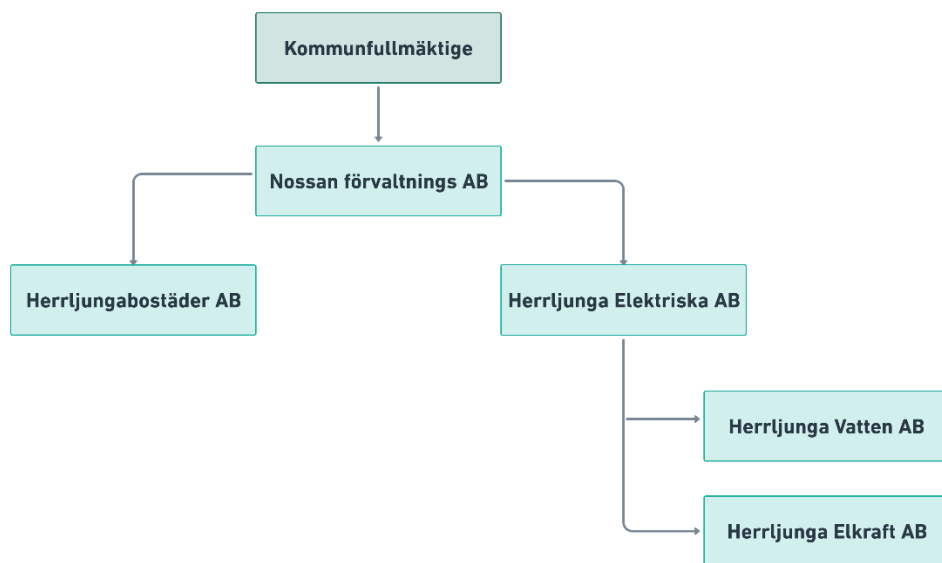 Kommunfullmäktige
Nossan förvaltnings AB
Herrljungabostäder AB
Herrljunga Elektriska AB
Herrljunga Vatten AB
Herrljunga Elkraft AB